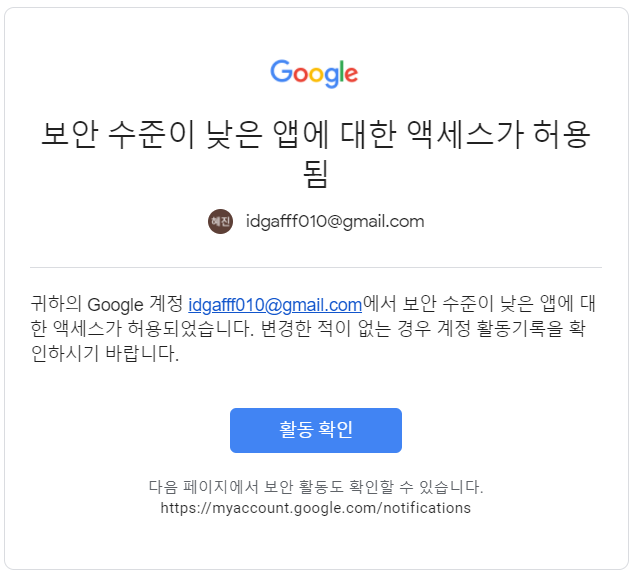 Google
보안 수준이 낮은 앱에 대한 액세스가 허용
됨
혜진 idgafff010@gmail.com
귀하의 Google 계정 idgafff010@gmail.com에서 보안 수준이 낮은 앱에 대
한 액세스가 허용되었습니다. 변경한 적이 없는 경우 계정 활동기록을 확
인하시기 바랍니다.
활동 확인
다음 페이지에서 보안 활동도 확인할 수 있습니다.
https://myaccount.google.com/notifications